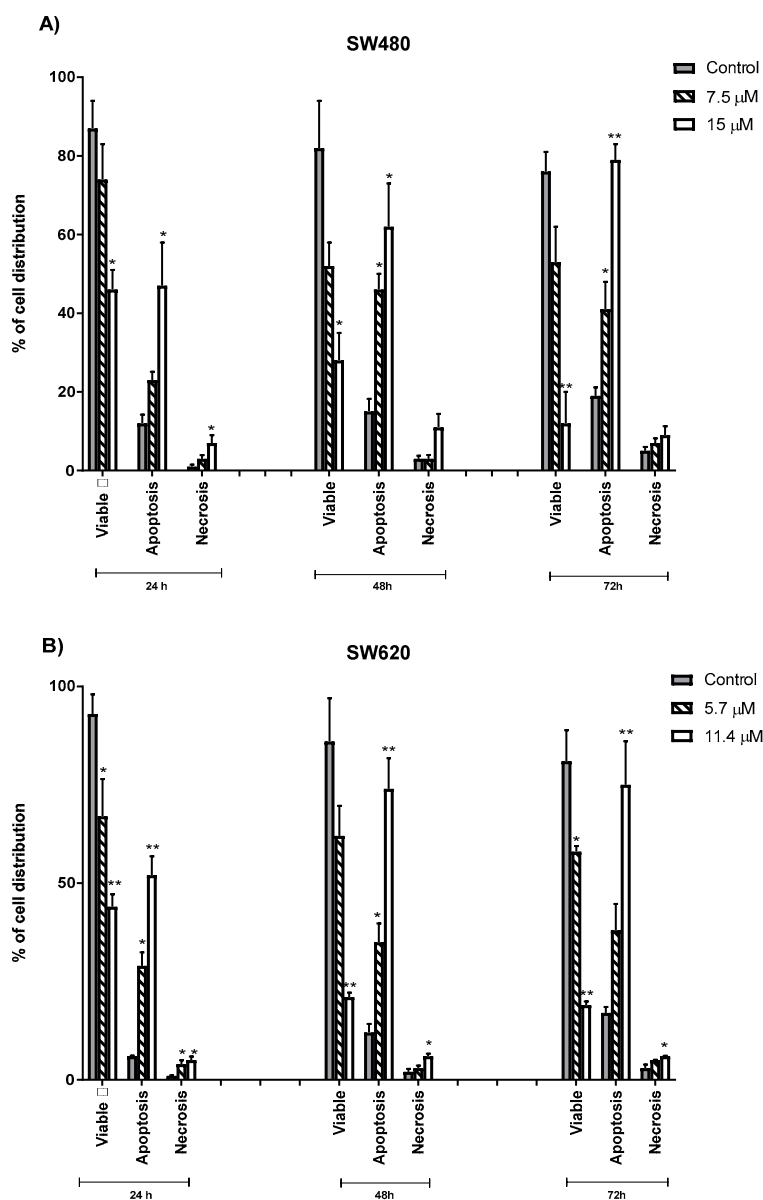 A)
SW480
Control
7.5 μM
15 μM
% of cell distribution
100
80
60
40
20
0
* * * * * * * ** * **
Viable □ Apoptosis Necrosis Viable Apoptosis Necrosis Viable Apoptosis Necrosis
24 h 48h 72h
B)
SW620
Control
5.7 μM
11.4 μM
% of cell distribution
100
50
0
* ** * ** * * ** * ** * * ** ** *
Viable □ Apoptosis Necrosis Viable Apoptosis Necrosis Viable Apoptosis Necrosis
24 h 48h 72h